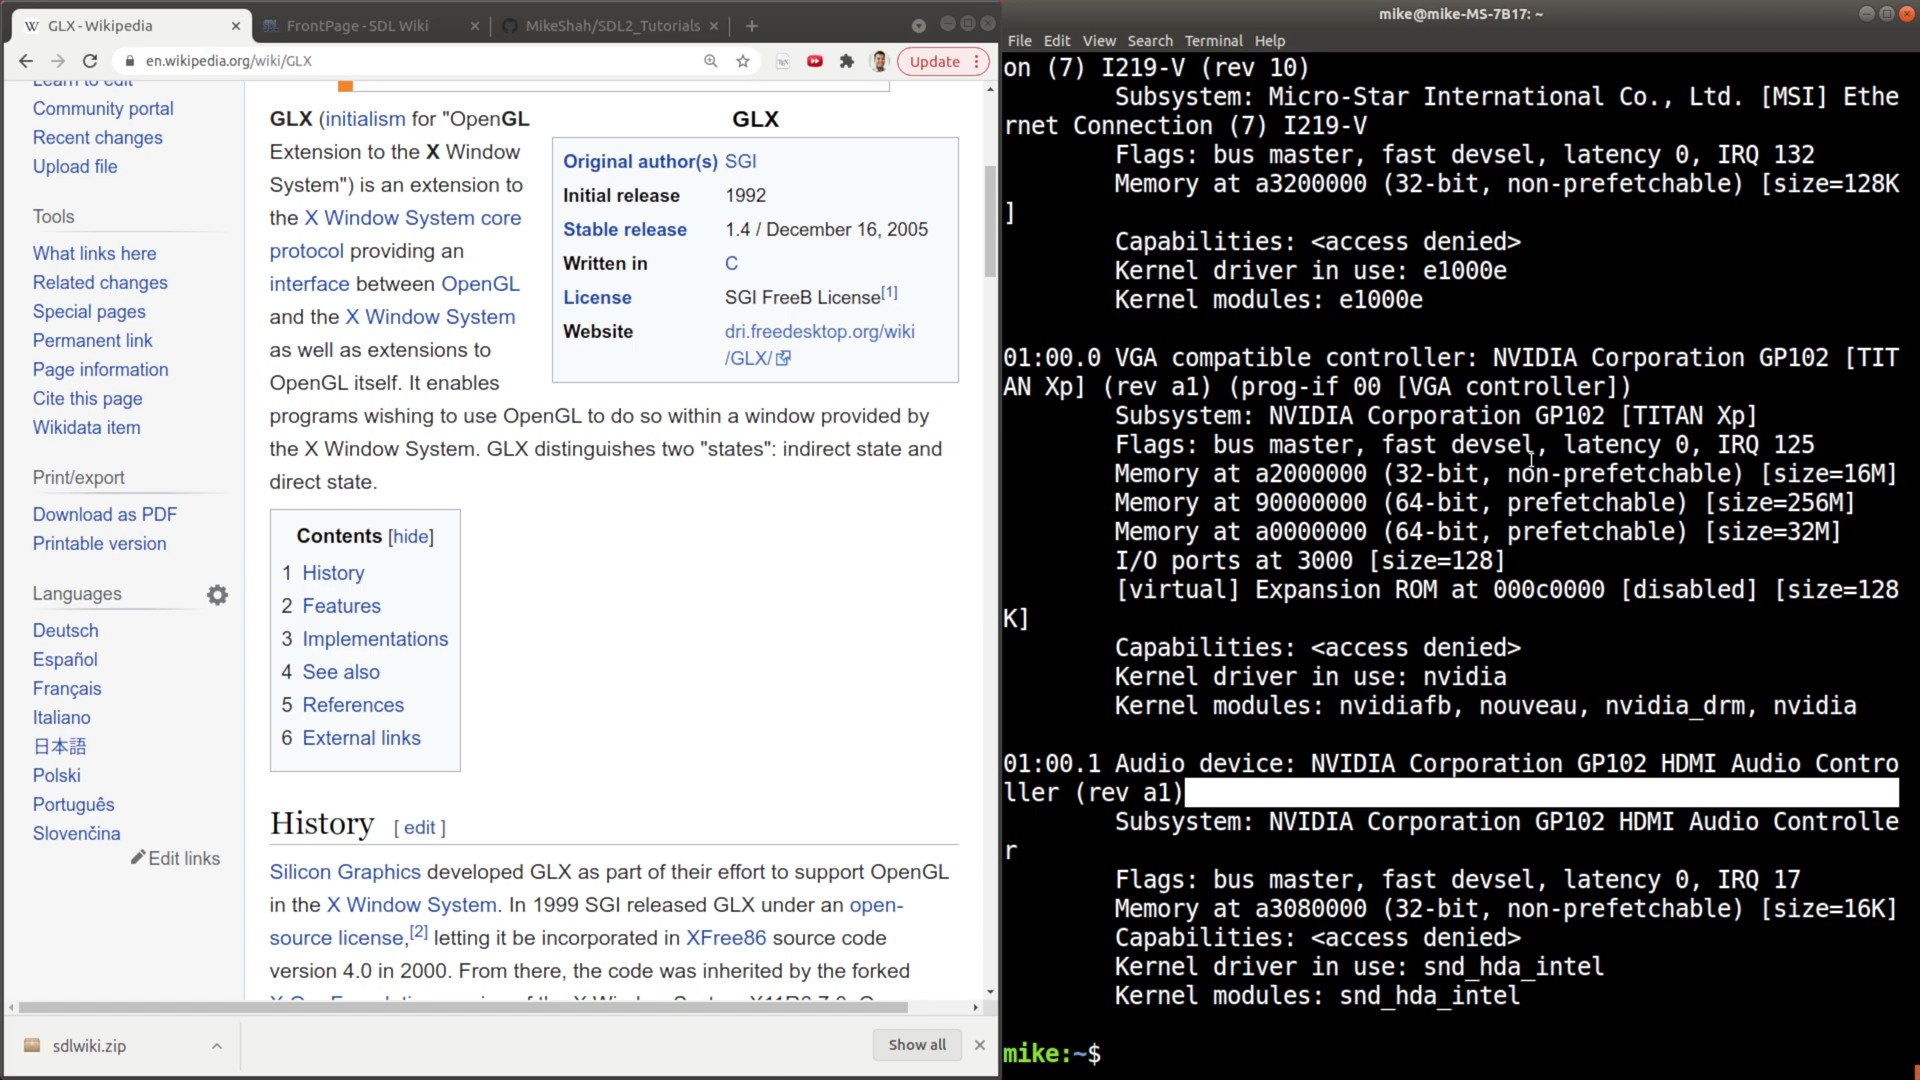 GLX - Wikipedia
FrontPage - SDL Wiki
MikeShah/SDL2_Tutorials
en.wikipedia.org/wiki/GLX
Update
Learn to edit
Community portal
Recent changes
Upload file
Tools
What links here
Related changes
Special pages
Permanent link
Page information
Cite this page
Wikidata item
Print/export
Download as PDF
Printable version
Languages
Deutsch
Español
Français
Italiano
日本語
Polski
Português
Slovenčina
Edit links
GLX (initialism for "OpenGL
Extension to the X Window
System") is an extension to
the X Window System core
protocol providing an
interface between OpenGL
and the X Window System
as well as extensions to
OpenGL itself. It enables
programs wishing to use OpenGL to do so within a window provided by
the X Window System. GLX distinguishes two "states": indirect state and
direct state.
GLX
Original author(s) SGI
Initial release 1992
Stable release 1.4 / December 16, 2005
Written in C
License SGI FreeB License[1]
Website dri.freedesktop.org/wiki
/GLX/
Contents [hide]
1 History
2 Features
3 Implementations
4 See also
5 References
6 External links
History [ edit ]
Silicon Graphics developed GLX as part of their effort to support OpenGL
in the X Window System. In 1999 SGI released GLX under an open-
source license,[2] letting it be incorporated in XFree86 source code
version 4.0 in 2000. From there, the code was inherited by the forked
sdlwiki.zip
Show all
mike@mike-MS-7B17: ~
File Edit View Search Terminal Help
on (7) I219-V (rev 10)
Subsystem: Micro-Star International Co., Ltd. [MSI] Ethe
rnet Connection (7) I219-V
Flags: bus master, fast devsel, latency 0, IRQ 132
Memory at a3200000 (32-bit, non-prefetchable) [size=128K
]
Capabilities: <access denied>
Kernel driver in use: e1000e
Kernel modules: e1000e
01:00.0 VGA compatible controller: NVIDIA Corporation GP102 [TIT
AN Xp] (rev a1) (prog-if 00 [VGA controller])
Subsystem: NVIDIA Corporation GP102 [TITAN Xp]
Flags: bus master, fast devsel, latency 0, IRQ 125
Memory at a2000000 (32-bit, non-prefetchable) [size=16M]
Memory at 90000000 (64-bit, prefetchable) [size=256M]
Memory at a0000000 (64-bit, prefetchable) [size=32M]
I/O ports at 3000 [size=128]
[virtual] Expansion ROM at 000c0000 [disabled] [size=128
K]
Capabilities: <access denied>
Kernel driver in use: nvidia
Kernel modules: nvidiafb, nouveau, nvidia_drm, nvidia
01:00.1 Audio device: NVIDIA Corporation GP102 HDMI Audio Contro
ller (rev a1)
Subsystem: NVIDIA Corporation GP102 HDMI Audio Controlle
r
Flags: bus master, fast devsel, latency 0, IRQ 17
Memory at a3080000 (32-bit, non-prefetchable) [size=16K]
Capabilities: <access denied>
Kernel driver in use: snd_hda_intel
Kernel modules: snd_hda_intel
mike:~$